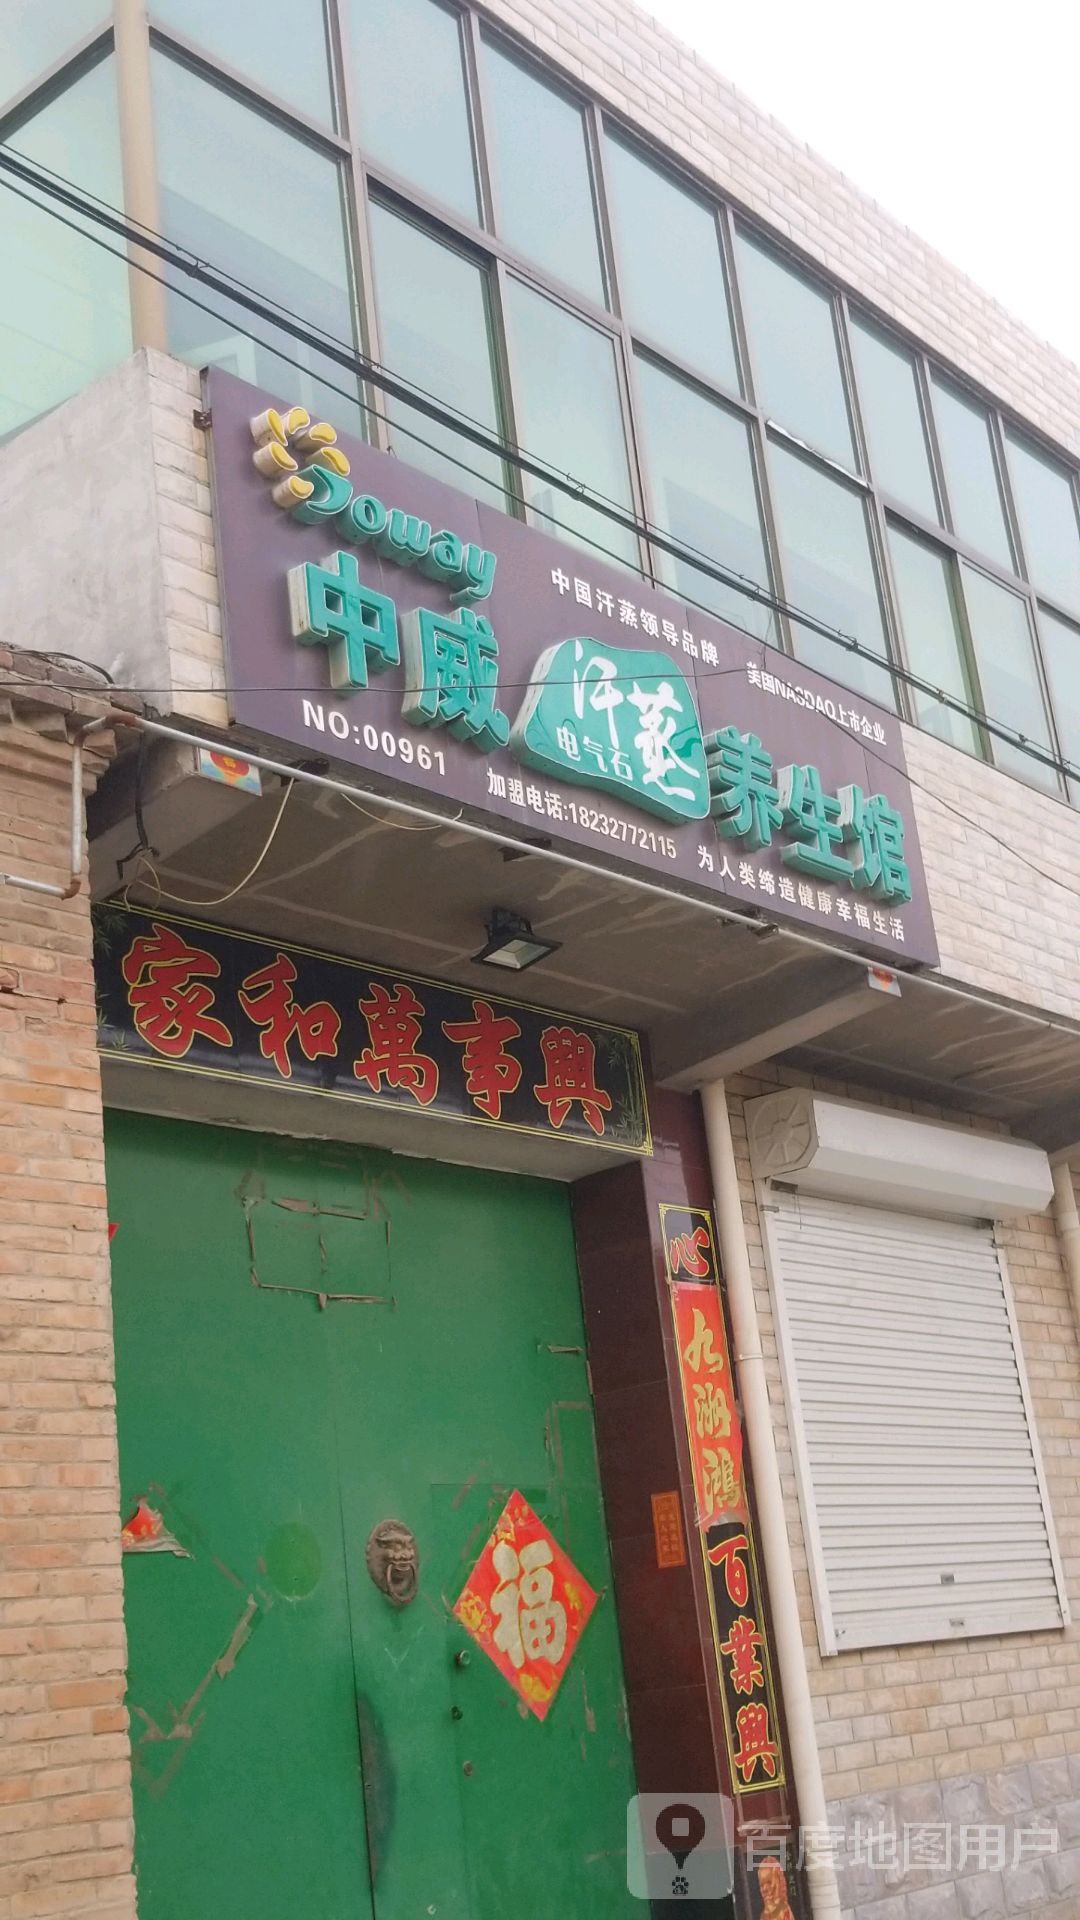 Soway
中国汗蒸领导品牌 美国NASDAQ上市企业
中威 汗蒸 养生馆
电气石
NO:00961
加盟电话:18232772115 为人类缔造健康幸福生活
家和萬事興
心
九洲鴻
百業興
福
百度地图用户